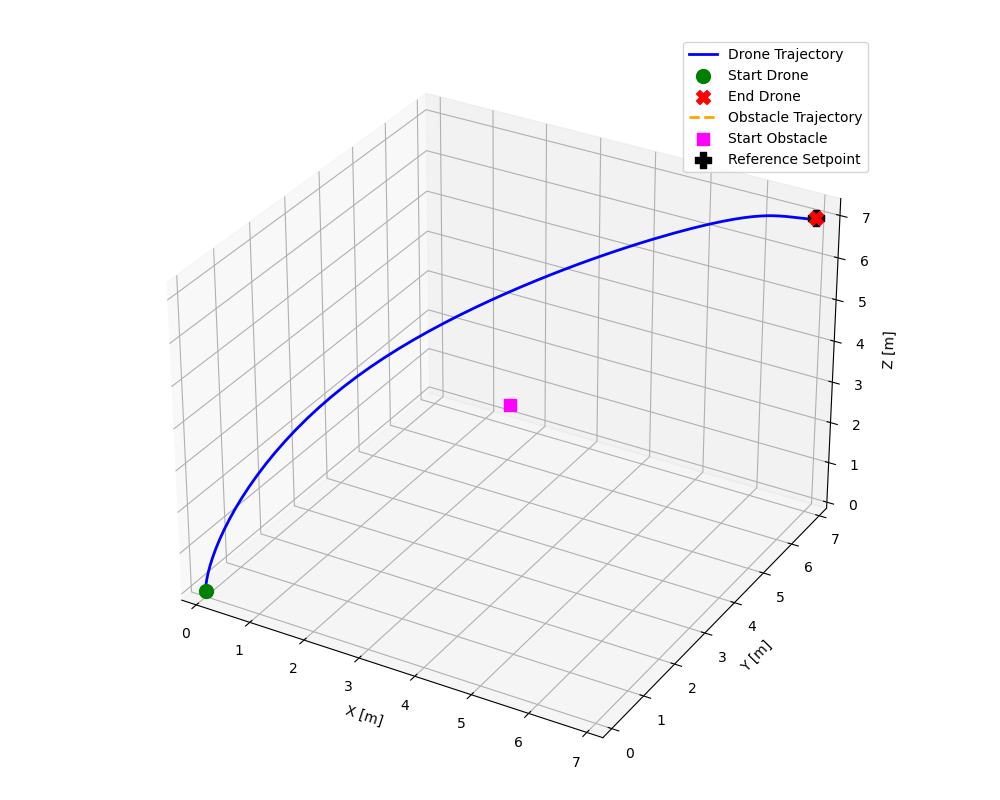 Drone Trajectory
Start Drone
End Drone
Obstacle Trajectory
Start Obstacle
Reference Setpoint
7
6
5
4
3
2
1
0
Z [m]
7
6
5
4
3
2
1
0
Y [m]
0
1
2
3
4
5
6
7
X [m]